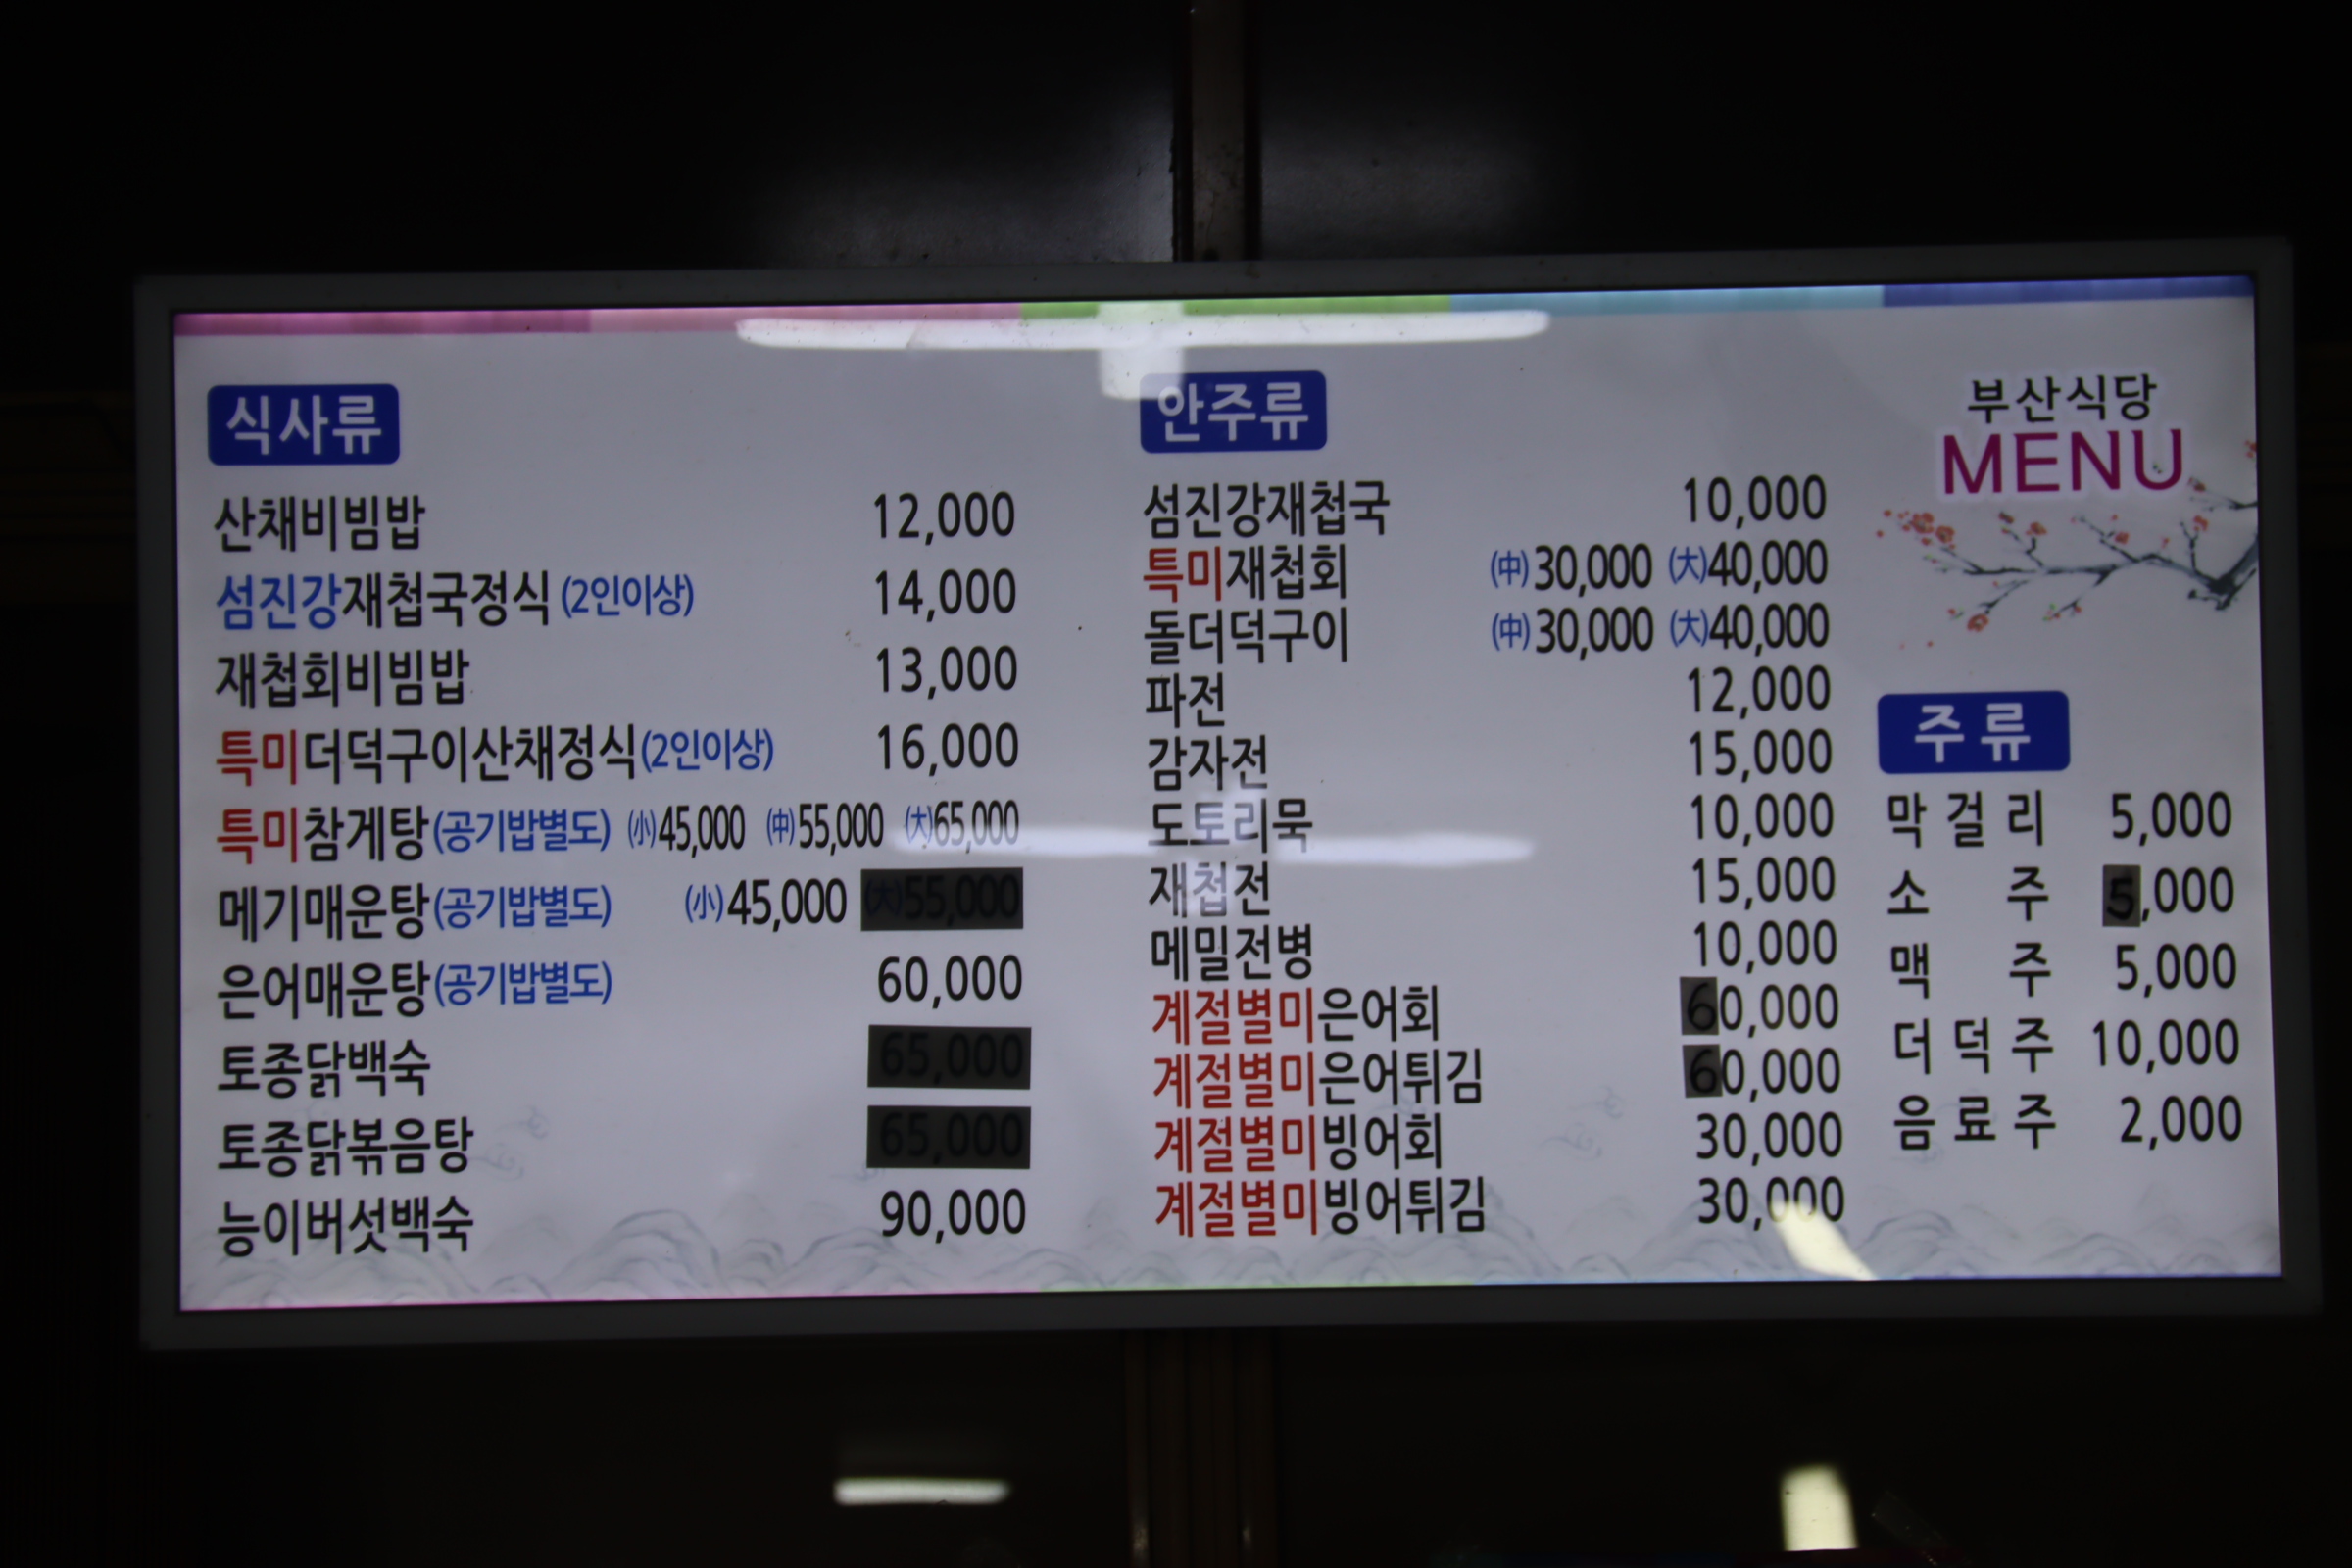 식사류
산채비빔밥 12,000
섬진강재첩국정식 (2인이상) 14,000
재첩회비빔밥 13,000
특미더덕구이산채정식(2인이상) 16,000
특미참게탕(공기밥별도) (小)45,000 (中)55,000 (大)65,000
메기매운탕(공기밥별도) (小)45,000 (大)55,000
은어매운탕(공기밥별도) 60,000
토종닭백숙 65,000
토종닭볶음탕 65,000
능이버섯백숙 90,000
안주류
섬진강재첩국 10,000
특미재첩회 (中)30,000 (大)40,000
돌더덕구이 (中)30,000 (大)40,000
파전 12,000
감자전 15,000
도토리묵 10,000
재첩전 15,000
메밀전병 10,000
계절별미은어회 60,000
계절별미은어튀김 60,000
계절별미빙어회 30,000
계절별미빙어튀김 30,000
부산식당
MENU
주류
막걸리 5,000
소주 5,000
맥주 5,000
더덕주 10,000
음료주 2,000